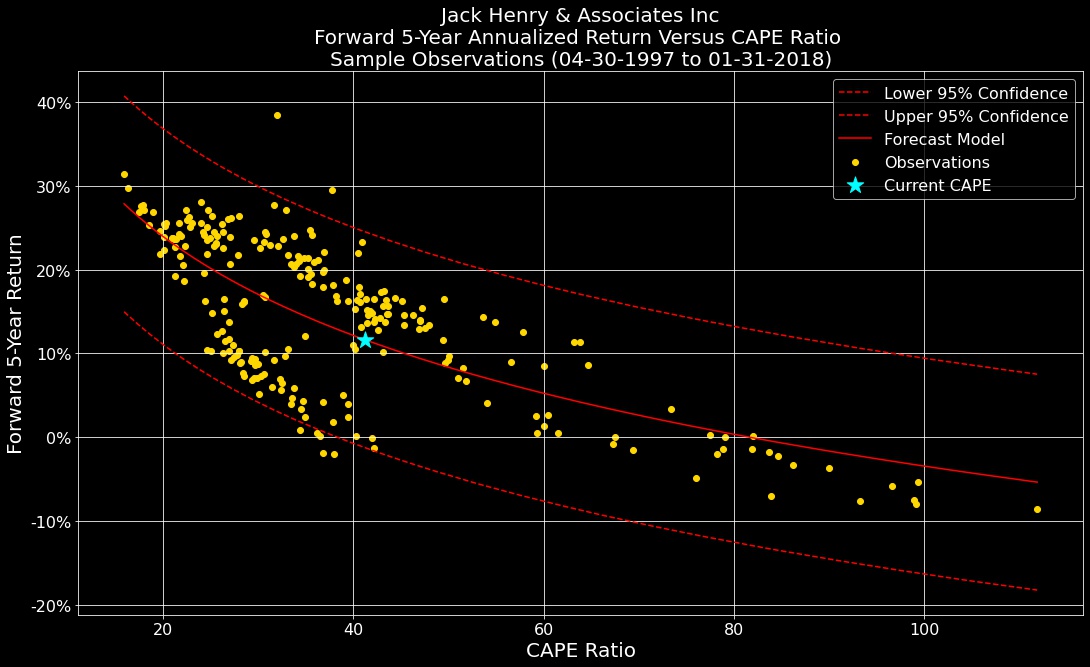 Jack Henry & Associates Inc
Forward 5-Year Annualized Return Versus CAPE Ratio
Sample Observations (04-30-1997 to 01-31-2018)
Lower 95% Confidence
Upper 95% Confidence
Forecast Model
Observations
Current CAPE
Forward 5-Year Return
40%
30%
20%
10%
0%
-10%
-20%
20
40
60
80
100
CAPE Ratio